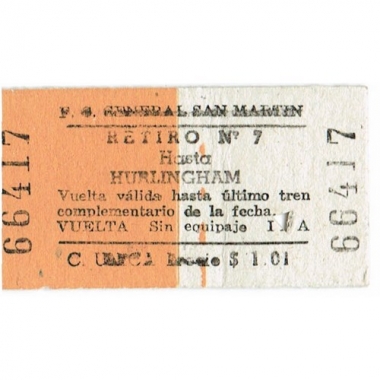 F. G. GENERAL SAN MARTIN
RETIRO Nº 7
Hasta
HURLINGHAM
Vuelta válida hasta último tren
complementario de la fecha.
VUELTA Sin equipaje I A
C. $ 1.01
66417
66417